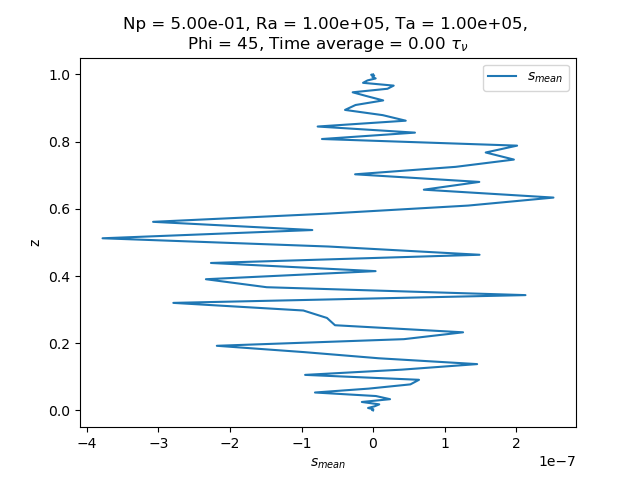 Np = 5.00e-01, Ra = 1.00e+05, Ta = 1.00e+05,
Phi = 45, Time average = 0.00 τ_ν
s_mean
1.0
0.8
0.6
0.4
0.2
0.0
z
−4 −3 −2 −1 0 1 2
s_mean
1e−7